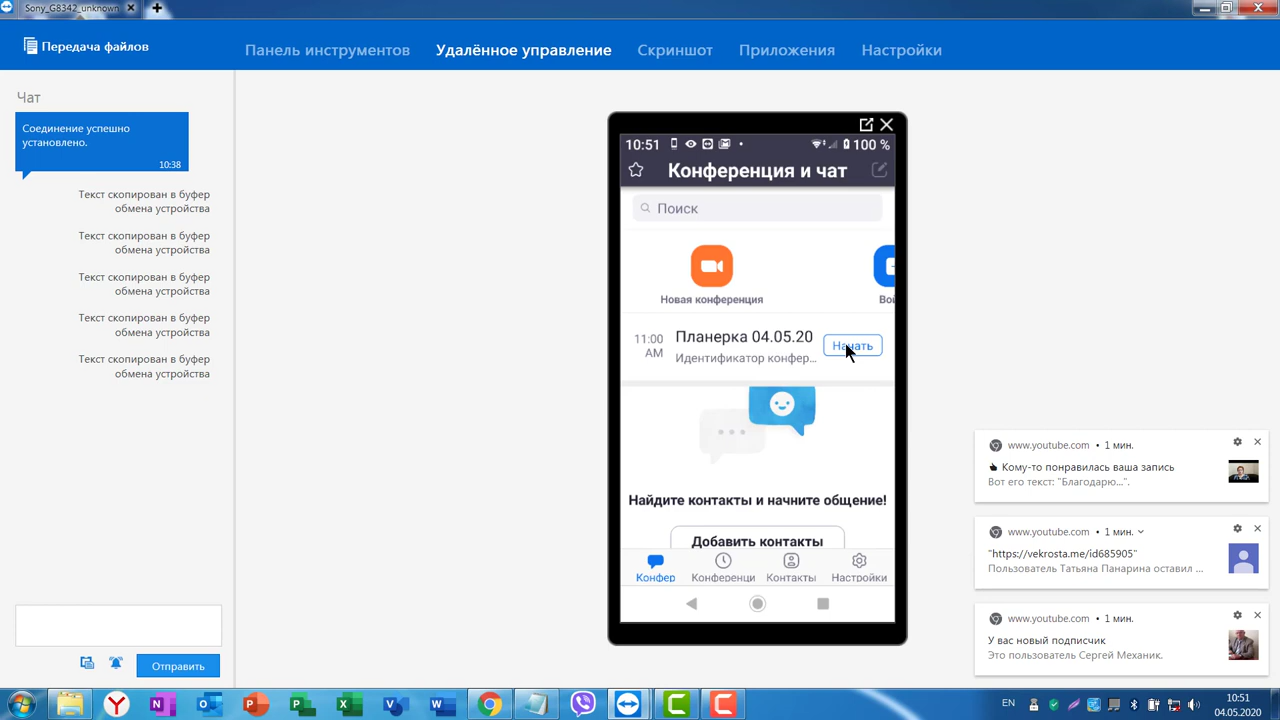 Sony_G8342_unknown
Передача файлов
Панель инструментов
Удалённое управление
Скриншот
Приложения
Настройки
Чат
Соединение успешно
установлено.
10:38
Текст скопирован в буфер
обмена устройства
Текст скопирован в буфер
обмена устройства
Текст скопирован в буфер
обмена устройства
Текст скопирован в буфер
обмена устройства
Текст скопирован в буфер
обмена устройства
Отправить
10:51
100 %
Конференция и чат
Поиск
Новая конференция
Вой
11:00
AM
Планерка 04.05.20
Идентификатор конфер...
Начать
Найдите контакты и начните общение!
Добавить контакты
Конфер
Конференци
Контакты
Настройки
www.youtube.com • 1 мин.
Кому-то понравилась ваша запись
Вот его текст: "Благодарю...".
www.youtube.com • 1 мин.
"https://vekrosta.me/id685905"
Пользователь Татьяна Панарина оставил ...
www.youtube.com • 1 мин.
У вас новый подписчик
Это пользователь Сергей Механик.
EN
10:51
04.05.2020